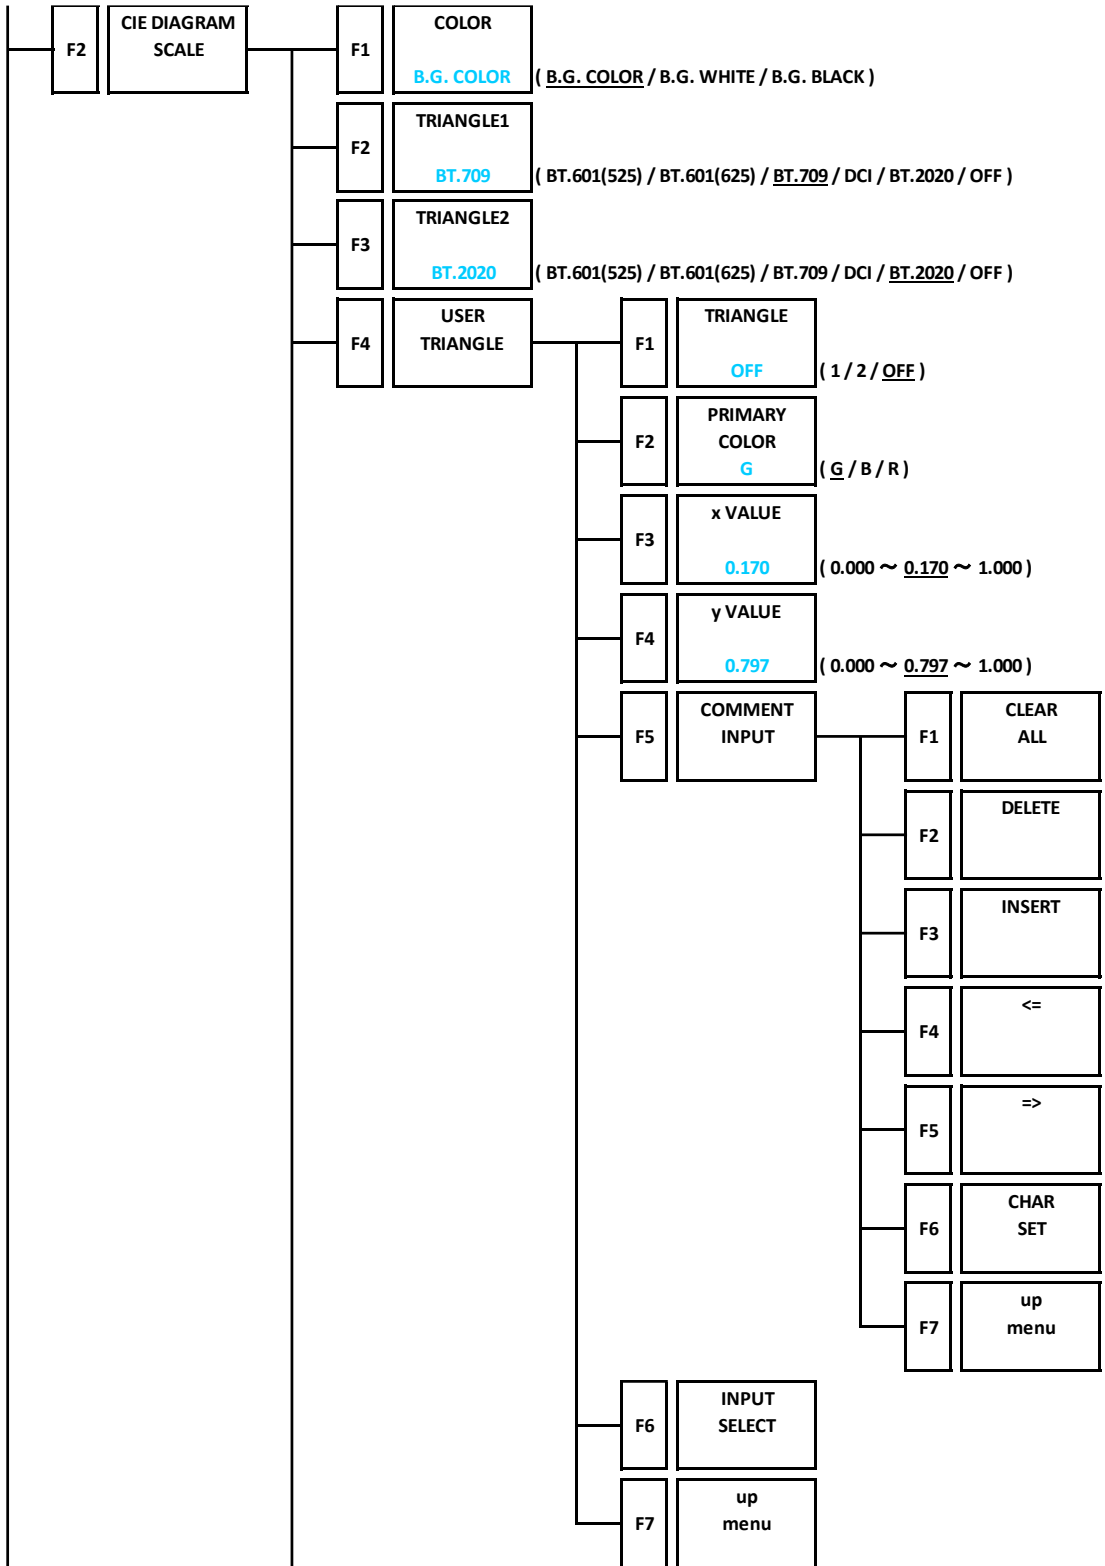 F2
CIE DIAGRAM
SCALE
F1
COLOR
B.G. COLOR
( B.G. COLOR / B.G. WHITE / B.G. BLACK )
F2
TRIANGLE1
BT.709
( BT.601(525) / BT.601(625) / BT.709 / DCI / BT.2020 / OFF )
F3
TRIANGLE2
BT.2020
( BT.601(525) / BT.601(625) / BT.709 / DCI / BT.2020 / OFF )
F4
USER
TRIANGLE
F1
TRIANGLE
OFF
( 1 / 2 / OFF )
F2
PRIMARY
COLOR
G
( G / B / R )
F3
x VALUE
0.170
( 0.000 ～ 0.170 ～ 1.000 )
F4
y VALUE
0.797
( 0.000 ～ 0.797 ～ 1.000 )
F5
COMMENT
INPUT
F1
CLEAR
ALL
F2
DELETE
F3
INSERT
F4
<=
F5
=>
F6
CHAR
SET
F7
up
menu
F6
INPUT
SELECT
F7
up
menu